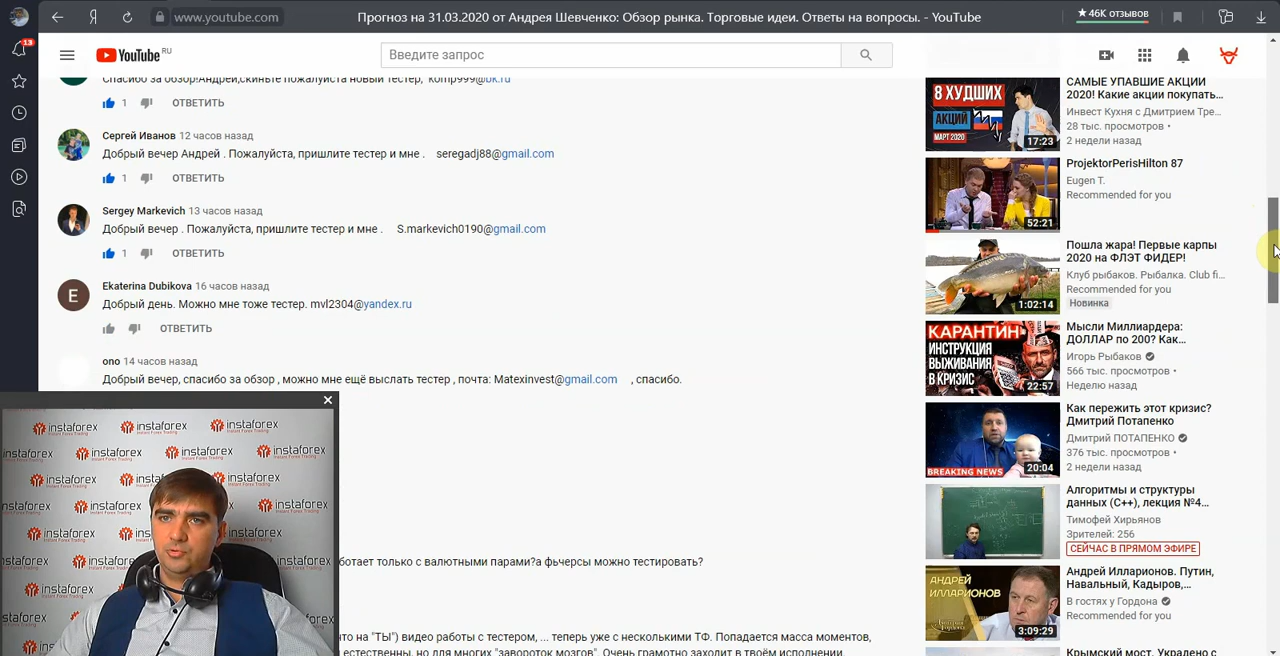 www.youtube.com
Прогноз на 31.03.2020 от Андрея Шевченко: Обзор рынка. Торговые идеи. Ответы на вопросы. - YouTube
★ 46K отзывов
13
YouTube RU
Введите запрос
Спасибо за обзор!Андрей,скиньте пожалуйста новый тестер, komp999@bk.ru
1 ОТВЕТИТЬ
Сергей Иванов 12 часов назад
Добрый вечер Андрей . Пожалуйста, пришлите тестер и мне . seregadj88@gmail.com
1 ОТВЕТИТЬ
Sergey Markevich 13 часов назад
Добрый вечер . Пожалуйста, пришлите тестер и мне . S.markevich0190@gmail.com
1 ОТВЕТИТЬ
E
Ekaterina Dubikova 16 часов назад
Добрый день. Можно мне тоже тестер. mvl2304@yandex.ru
ОТВЕТИТЬ
ono 14 часов назад
Добрый вечер, спасибо за обзор , можно мне ещё выслать тестер , почта: Matexinvest@gmail.com , спасибо.
ботает только с валютными парами?а фьчерсы можно тестировать?
что на "ТЫ") видео работы с тестером, ... теперь уже с несколькими ТФ. Попадается масса моментов,
естественны, но для многих "завороток мозгов". Очень грамотно заходит в твоём исполнении.
instaforex
Instant Forex Trading
8 ХУДШИХ
АКЦИЙ
МАРТ 2020
17:23
САМЫЕ УПАВШИЕ АКЦИИ
2020! Какие акции покупать...
Инвест Кухня с Дмитрием Тре...
28 тыс. просмотров •
2 недели назад
52:21
ProjektorPerisHilton 87
Eugen T.
Recommended for you
1:02:14
Пошла жара! Первые карпы
2020 на ФЛЭТ ФИДЕР!
Клуб рыбаков. Рыбалка. Club fi...
Recommended for you
Новинка
КАРАНТИН
ИНСТРУКЦИЯ
ВЫЖИВАНИЯ
В КРИЗИС
22:57
Мысли Миллиардера:
ДОЛЛАР по 200? Как...
Игорь Рыбаков
566 тыс. просмотров •
Неделю назад
BREAKING NEWS
20:04
Как пережить этот кризис?
Дмитрий Потапенко
Дмитрий ПОТАПЕНКО
376 тыс. просмотров •
2 недели назад
Алгоритмы и структуры
данных (C++), лекция №4...
Тимофей Хирьянов
Зрителей: 256
СЕЙЧАС В ПРЯМОМ ЭФИРЕ
АНДРЕЙ
ИЛЛАРИОНОВ
3:09:29
Андрей Илларионов. Путин,
Навальный, Кадыров,...
В гостях у Гордона
Recommended for you
Крымский мост. Украдено с